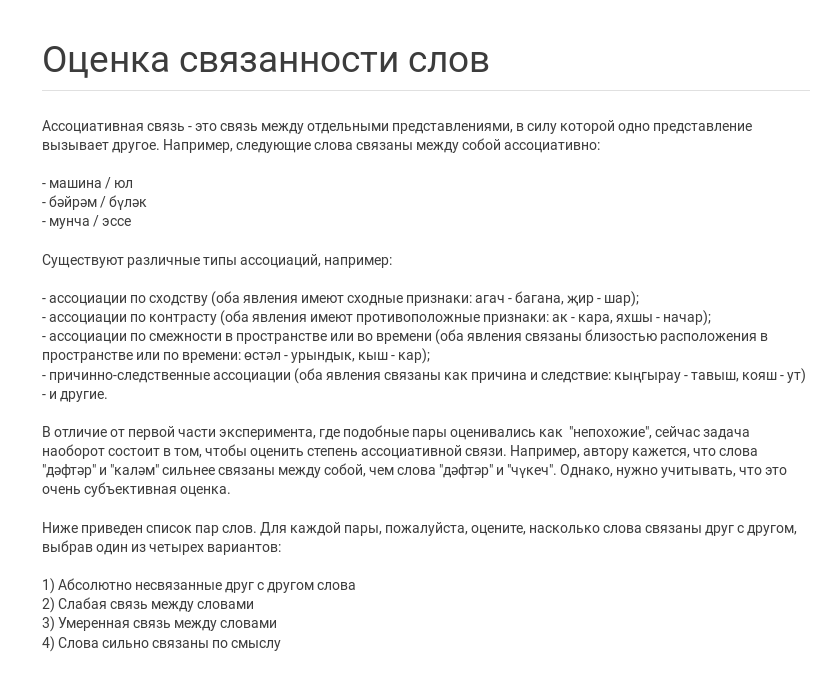 Оценка связанности слов
Ассоциативная связь - это связь между отдельными представлениями, в силу которой одно представление
вызывает другое. Например, следующие слова связаны между собой ассоциативно:
- машина / юл
- бәйрәм / бүләк
- мунча / эссе
Существуют различные типы ассоциаций, например:
- ассоциации по сходству (оба явления имеют сходные признаки: агач - багана, җир - шар);
- ассоциации по контрасту (оба явления имеют противоположные признаки: ак - кара, яхшы - начар);
- ассоциации по смежности в пространстве или во времени (оба явления связаны близостью расположения в
пространстве или по времени: өстәл - урындык, кыш - кар);
- причинно-следственные ассоциации (оба явления связаны как причина и следствие: кыңгырау - тавыш, кояш - ут)
- и другие.
В отличие от первой части эксперимента, где подобные пары оценивались как  "непохожие", сейчас задача
наоборот состоит в том, чтобы оценить степень ассоциативной связи. Например, автору кажется, что слова
"дәфтәр" и "каләм" сильнее связаны между собой, чем слова "дәфтәр" и "чүкеч". Однако, нужно учитывать, что это
очень субъективная оценка.
Ниже приведен список пар слов. Для каждой пары, пожалуйста, оцените, насколько слова связаны друг с другом,
выбрав один из четырех вариантов:
1) Абсолютно несвязанные друг с другом слова
2) Слабая связь между словами
3) Умеренная связь между словами
4) Слова сильно связаны по смыслу